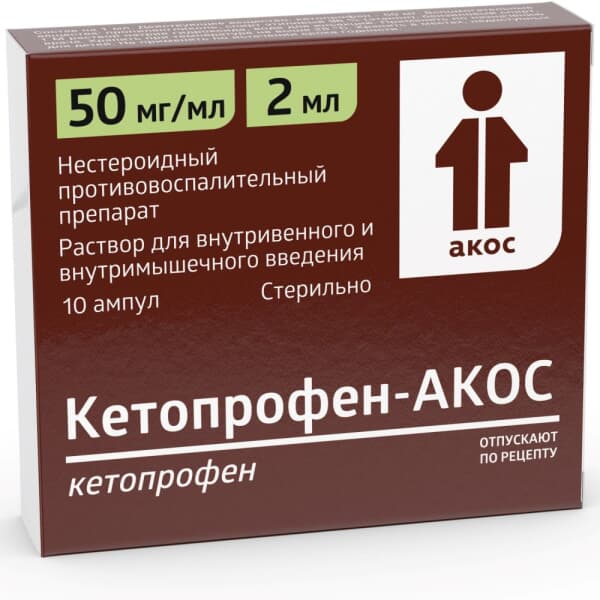 50 мг/мл 2 мл
Нестероидный
противовоспалительный
препарат
Раствор для внутривенного и
внутримышечного введения
10 ампул Стерильно
акос
Кетопрофен-АКОС
кетопрофен
ОТПУСКАЮТ
ПО РЕЦЕПТУ